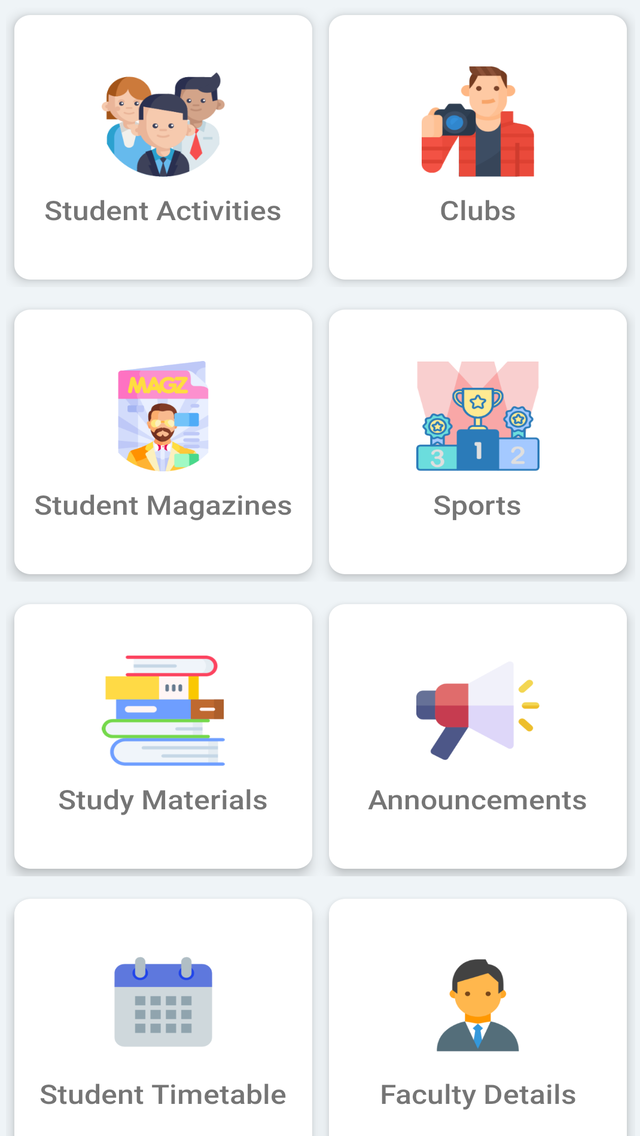 Student Activities
Clubs
MAGZ
Student Magazines
3 1 2
Sports
Study Materials
Announcements
Student Timetable
Faculty Details